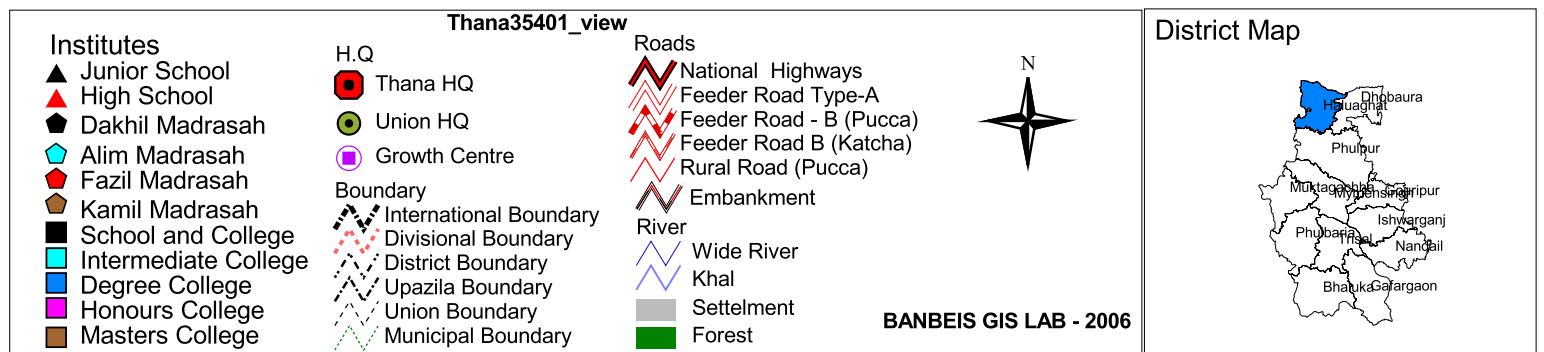 Thana35401_view
Institutes
Junior School
High School
Dakhil Madrasah
Alim Madrasah
Fazil Madrasah
Kamil Madrasah
School and College
Intermediate College
Degree College
Honours College
Masters College
H.Q
Thana HQ
Union HQ
Growth Centre
Boundary
International Boundary
Divisional Boundary
District Boundary
Upazila Boundary
Union Boundary
Municipal Boundary
Roads
National Highways
Feeder Road Type-A
Feeder Road - B (Pucca)
Feeder Road B (Katcha)
Rural Road (Pucca)
Embankment
River
Wide River
Khal
Settelment
Forest
N
BANBEIS GIS LAB - 2006
District Map
Dhobaura
Haluaghat
Phulpur
Muktagachha
Mymensingh
Gouripur
Ishwarganj
Phulbaria
Trisal
Nandail
Bhaluka
Gafargaon